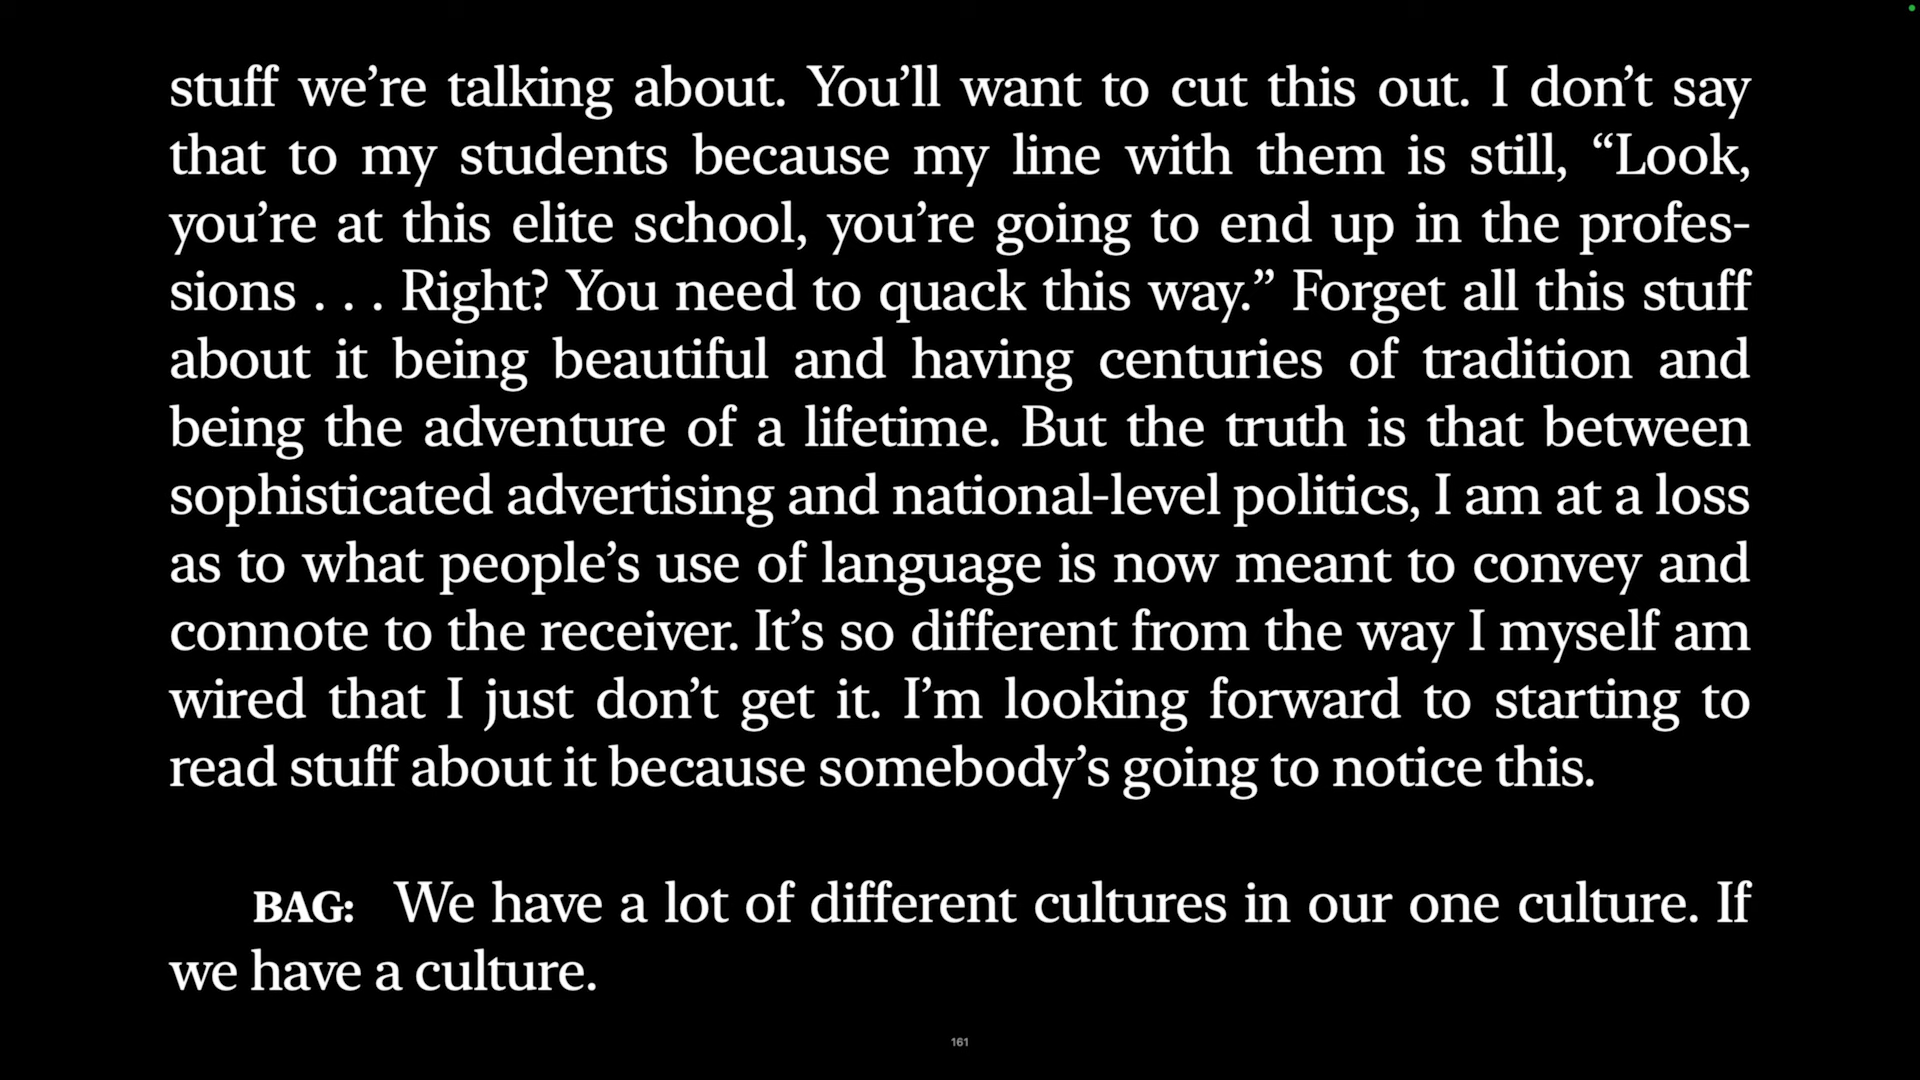 stuff we’re talking about. You’ll want to cut this out. I don’t say
that to my students because my line with them is still, “Look,
you’re at this elite school, you’re going to end up in the profes-
sions . . . Right? You need to quack this way.” Forget all this stuff
about it being beautiful and having centuries of tradition and
being the adventure of a lifetime. But the truth is that between
sophisticated advertising and national-level politics, I am at a loss
as to what people’s use of language is now meant to convey and
connote to the receiver. It’s so different from the way I myself am
wired that I just don’t get it. I’m looking forward to starting to
read stuff about it because somebody’s going to notice this.
BAG: We have a lot of different cultures in our one culture. If
we have a culture.
161